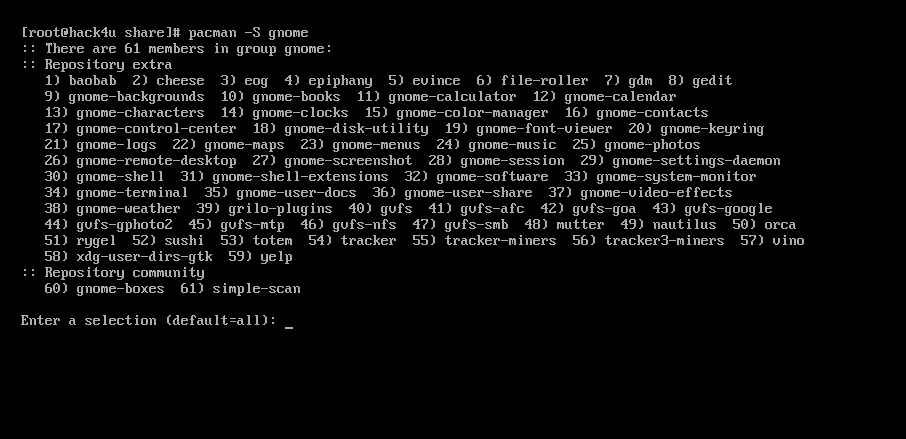 [root@hack4u share]# pacman -S gnome
:: There are 61 members in group gnome:
:: Repository extra
   1) baobab  2) cheese  3) eog  4) epiphany  5) evince  6) file-roller  7) gdm  8) gedit
   9) gnome-backgrounds  10) gnome-books  11) gnome-calculator  12) gnome-calendar
   13) gnome-characters  14) gnome-clocks  15) gnome-color-manager  16) gnome-contacts
   17) gnome-control-center  18) gnome-disk-utility  19) gnome-font-viewer  20) gnome-keyring
   21) gnome-logs  22) gnome-maps  23) gnome-menus  24) gnome-music  25) gnome-photos
   26) gnome-remote-desktop  27) gnome-screenshot  28) gnome-session  29) gnome-settings-daemon
   30) gnome-shell  31) gnome-shell-extensions  32) gnome-software  33) gnome-system-monitor
   34) gnome-terminal  35) gnome-user-docs  36) gnome-user-share  37) gnome-video-effects
   38) gnome-weather  39) grilo-plugins  40) gvfs  41) gvfs-afc  42) gvfs-goa  43) gvfs-google
   44) gvfs-gphoto2  45) gvfs-mtp  46) gvfs-nfs  47) gvfs-smb  48) mutter  49) nautilus  50) orca
   51) rygel  52) sushi  53) totem  54) tracker  55) tracker-miners  56) tracker3-miners  57) vino
   58) xdg-user-dirs-gtk  59) yelp
:: Repository community
   60) gnome-boxes  61) simple-scan
Enter a selection (default=all): _